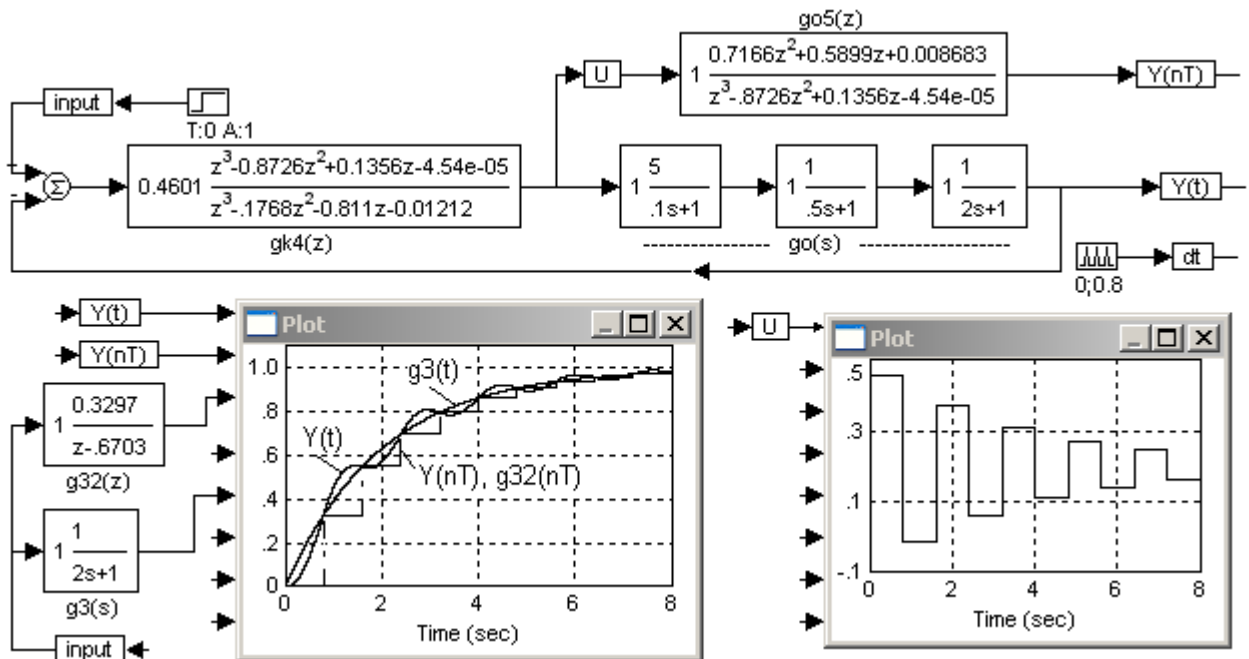 go5(z)
U
1 0.7166z²+0.5899z+0.008683
z³-.8726z²+0.1356z-4.54e-05
Y(nT)
input
T:0 A:1
+
-
Σ
0.4601 z³-0.8726z²+0.1356z-4.54e-05
z³-.1768z²-0.811z-0.01212
gk4(z)
1 5
.1s+1
1 1
.5s+1
1 1
2s+1
go(s)
Y(t)
dt
0;0.8
Y(t)
Y(nT)
1 0.3297
z-.6703
g32(z)
1 1
2s+1
g3(s)
input
Plot
1.0
.8
.6
.4
.2
0
g3(t)
Y(t)
Y(nT), g32(nT)
0 2 4 6 8
Time (sec)
U
Plot
.5
.3
.1
-.1
0 2 4 6 8
Time (sec)